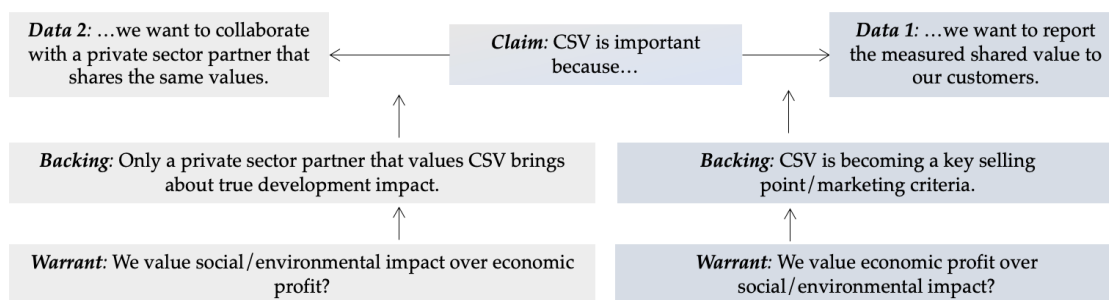 Data 2: …we want to collaborate
with a private sector partner that
shares the same values.
Claim: CSV is important
because…
Data 1: …we want to report
the measured shared value to
our customers.
Backing: Only a private sector partner that values CSV brings
about true development impact.
Backing: CSV is becoming a key selling
point/marketing criteria.
Warrant: We value social/environmental impact over economic
profit?
Warrant: We value economic profit over
social/environmental impact?